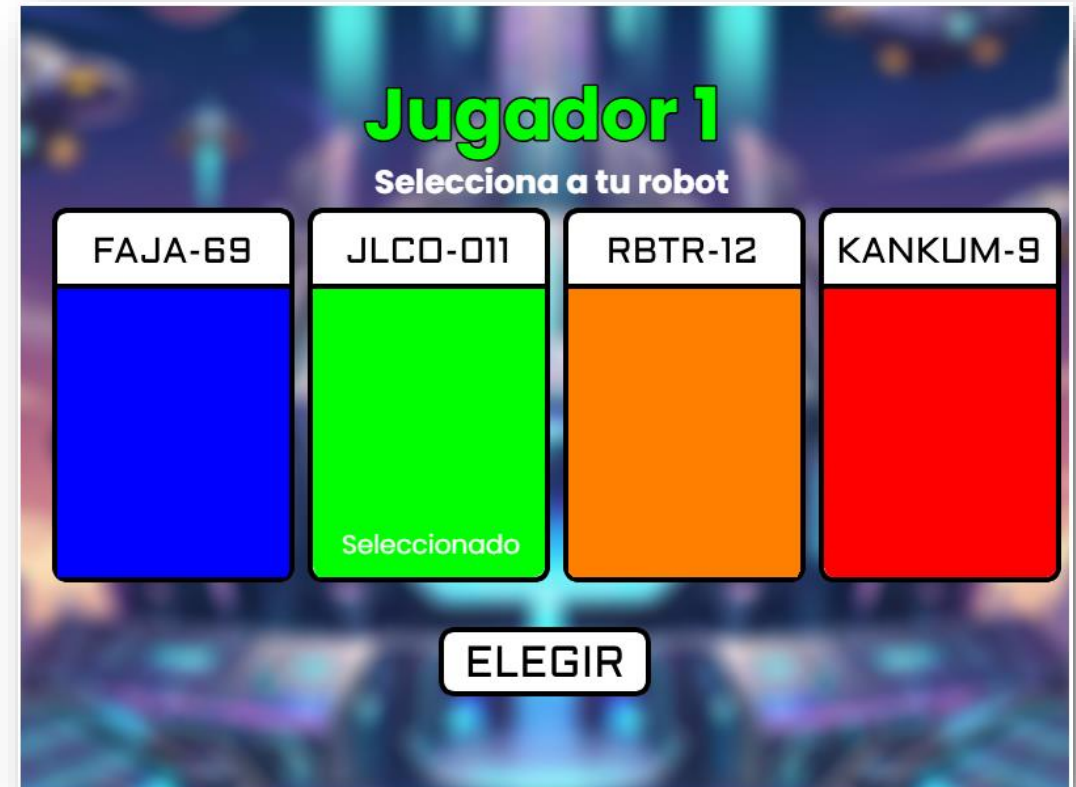 Jugador 1
Selecciona a tu robot
FAJA-69
JLCO-011
RBTR-12
KANKUM-9
Seleccionado
ELEGIR